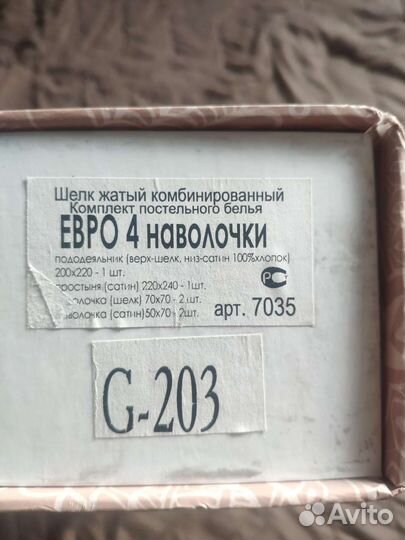 Шелк жатый комбинированный
Комплект постельного белья
ЕВРО 4 наволочки
пододеяльник (верх-шелк, низ-сатин 100%хлопок)
200х220 - 1 шт.
простыня (сатин) 220х240 - 1шт.
наволочка (шелк) 70х70 - 2 шт.
наволочка (сатин)50х70 - 2шт. арт. 7035
G-203
Avito